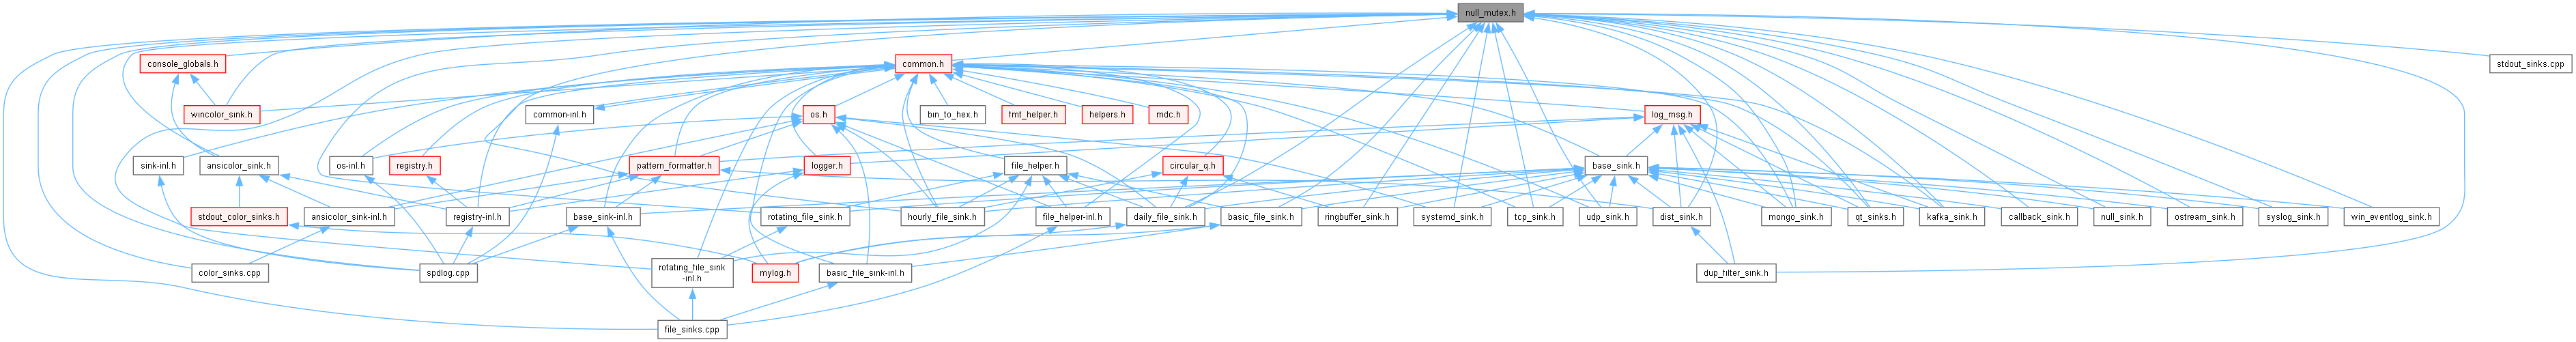 null_mutex.h
console_globals.h
common.h
stdout_sinks.cpp
wincolor_sink.h
common-inl.h
os.h
bin_to_hex.h
fmt_helper.h
helpers.h
mdc.h
log_msg.h
sink-inl.h
ansicolor_sink.h
os-inl.h
registry.h
pattern_formatter.h
logger.h
file_helper.h
circular_q.h
base_sink.h
stdout_color_sinks.h
ansicolor_sink-inl.h
registry-inl.h
base_sink-inl.h
rotating_file_sink.h
hourly_file_sink.h
file_helper-inl.h
daily_file_sink.h
basic_file_sink.h
ringbuffer_sink.h
systemd_sink.h
tcp_sink.h
udp_sink.h
dist_sink.h
mongo_sink.h
qt_sinks.h
kafka_sink.h
callback_sink.h
null_sink.h
ostream_sink.h
syslog_sink.h
win_eventlog_sink.h
color_sinks.cpp
spdlog.cpp
rotating_file_sink
-inl.h
mylog.h
basic_file_sink-inl.h
dup_filter_sink.h
file_sinks.cpp